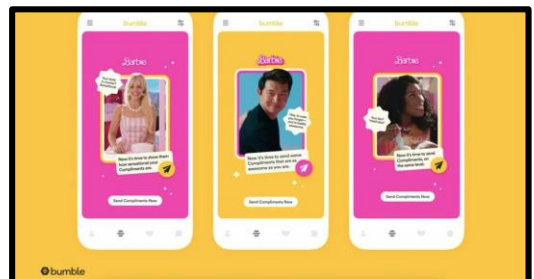 bumble
Barbie
Now it's time to show them
how sensational your
Compliments are.
Send Compliments Now
bumble
Barbie
Now it's time to send some
Compliments that are as
awesome as you are.
Send Compliments Now
bumble
Barbie
Now it's time to send
Compliments, on
the same level.
Send Compliments Now
bumble